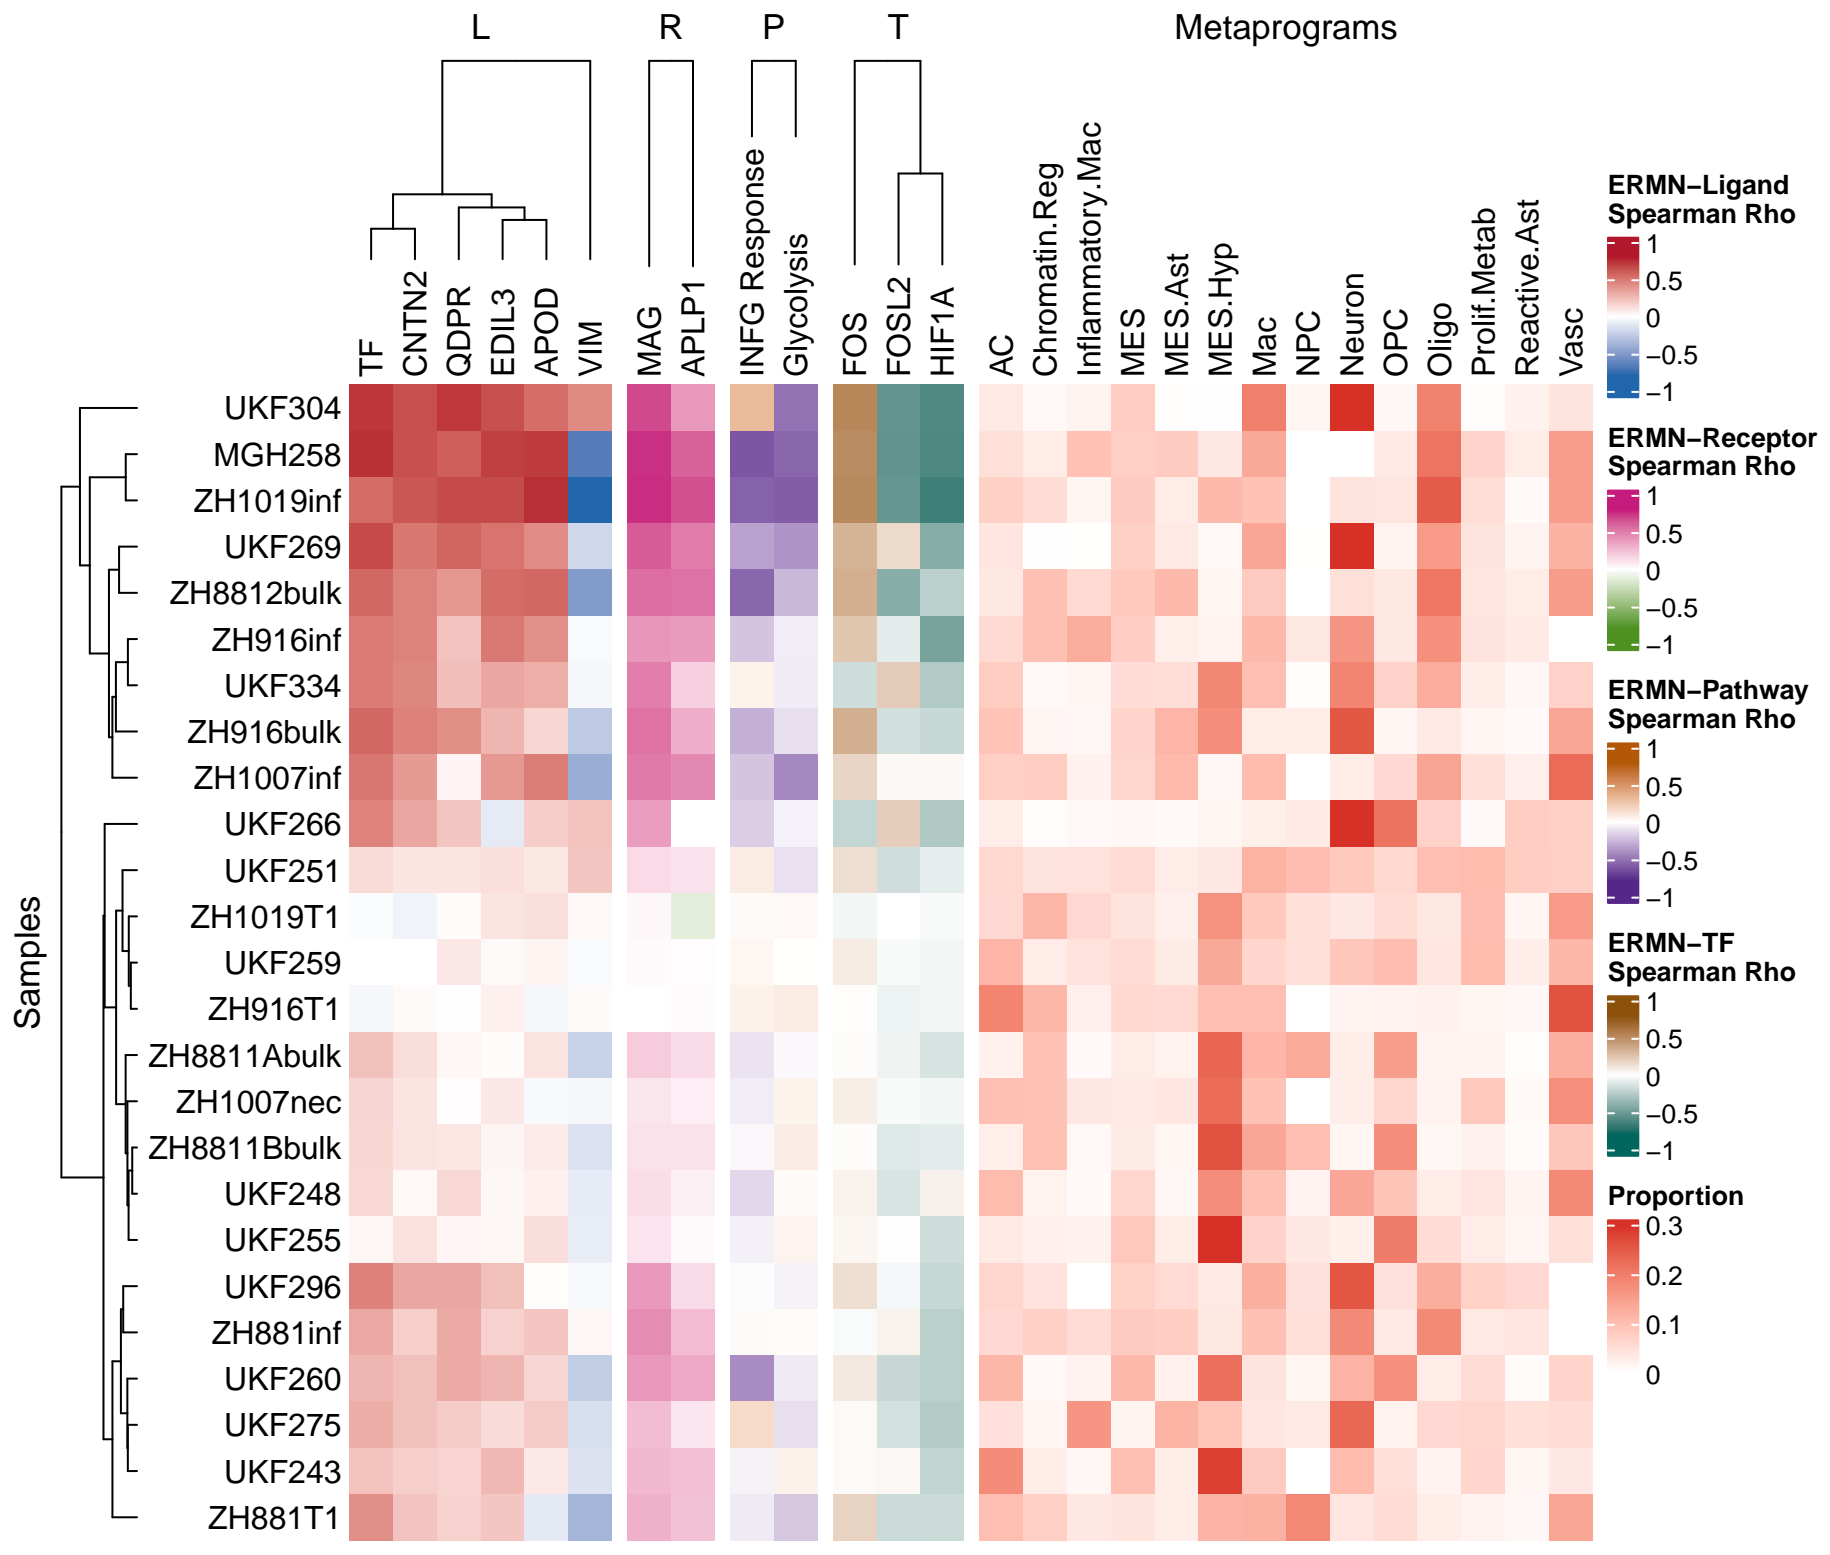 L R P T Metaprograms
TF CNTN2 QDPR EDIL3 APOD VIM MAG APLP1 INFG Response Glycolysis FOS FOSL2 HIF1A AC Chromatin.Reg Inflammatory.Mac MES MES.Ast MES.Hyp Mac NPC Neuron OPC Oligo Prolif.Metab Reactive.Ast Vasc
Samples
UKF304
MGH258
ZH1019inf
UKF269
ZH8812bulk
ZH916inf
UKF334
ZH916bulk
ZH1007inf
UKF266
UKF251
ZH1019T1
UKF259
ZH916T1
ZH8811Abulk
ZH1007nec
ZH8811Bbulk
UKF248
UKF255
UKF296
ZH881inf
UKF260
UKF275
UKF243
ZH881T1
ERMN−Ligand
Spearman Rho
1
0.5
0
−0.5
−1
ERMN−Receptor
Spearman Rho
1
0.5
0
−0.5
−1
ERMN−Pathway
Spearman Rho
1
0.5
0
−0.5
−1
ERMN−TF
Spearman Rho
1
0.5
0
−0.5
−1
Proportion
0.3
0.2
0.1
0